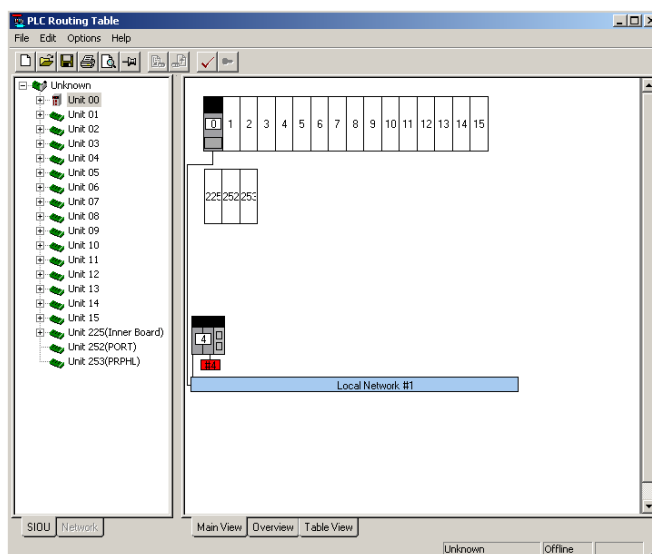 PLC Routing Table
File Edit Options Help
Unknown
Unit 00
Unit 01
Unit 02
Unit 03
Unit 04
Unit 05
Unit 06
Unit 07
Unit 08
Unit 09
Unit 10
Unit 11
Unit 12
Unit 13
Unit 14
Unit 15
Unit 225(Inner Board)
Unit 252(PORT)
Unit 253(PRPHL)
0 1 2 3 4 5 6 7 8 9 10 11 12 13 14 15
225 252 253
4
#4
Local Network #1
SIOU Network
Main View Overview Table View
Unknown Offline